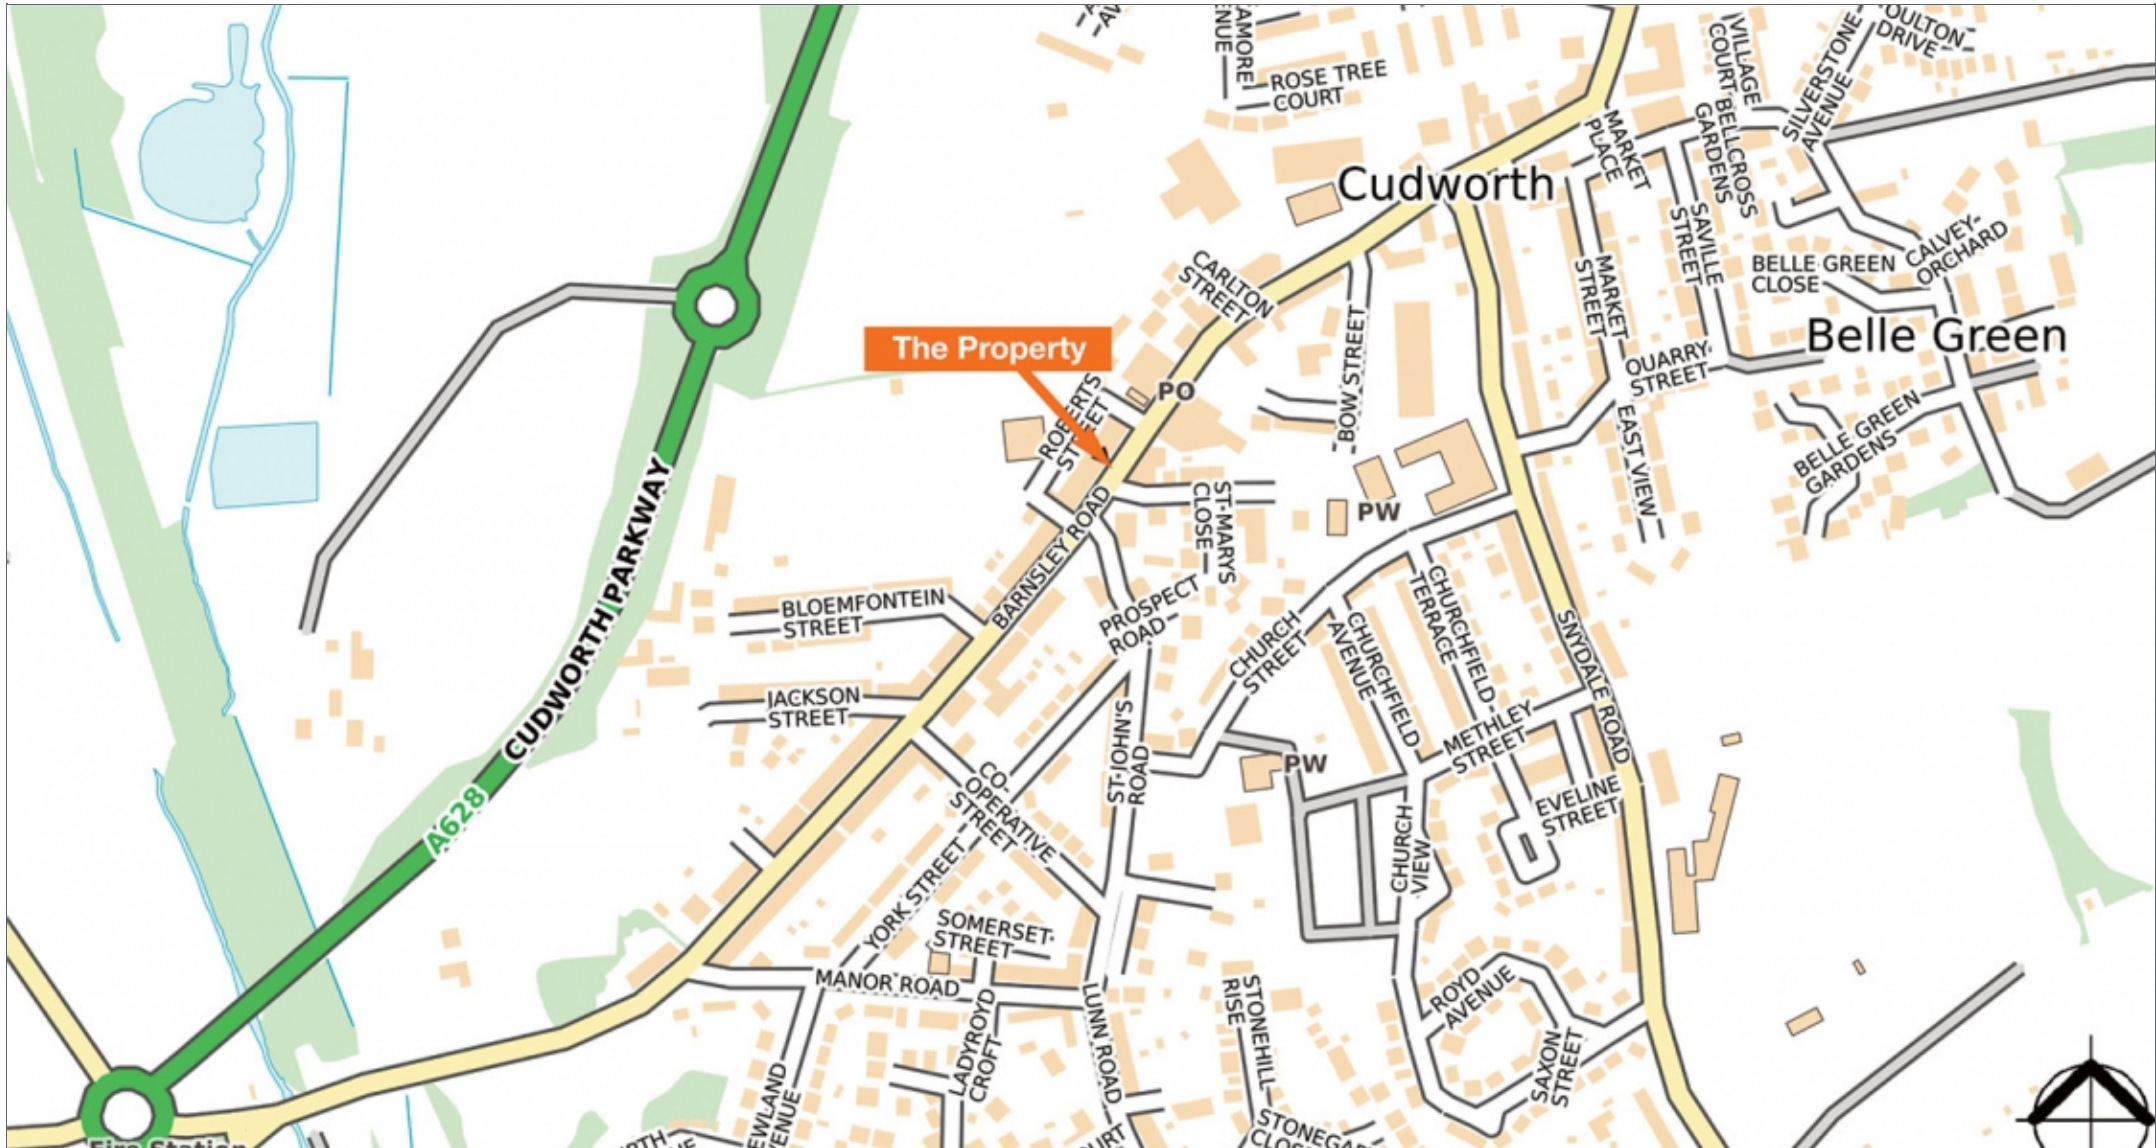 ROSE TREE
COURT
VILLAGE
COURT
BELLCROSS
GARDENS
SILVERSTONE
AVENUE
DRIVE
MARKET
PLACE
Cudworth
SAVILLE
STREET
CALVEY
ORCHARD
BELLE GREEN
CLOSE
CARLTON
STREET
MARKET
STREET
Belle Green
The Property
BOW STREET
QUARRY
STREET
ROBERTS
STREET
PO
EAST VIEW
BELLE GREEN
GARDENS
CUDWORTH PARKWAY
BARNSLEY ROAD
ST-MARYS
CLOSE
PW
BLOEMFONTEIN
STREET
PROSPECT
ROAD
CHURCH
STREET
CHURCHFIELD
AVENUE
CHURCHFIELD
TERRACE
SNYDALE ROAD
JACKSON
STREET
ST-JOHN'S
ROAD
METHLEY
STREET
PW
CO-
OPERATIVE
STREET
EVELINE
STREET
A628
CHURCH
VIEW
YORK STREET
SOMERSET
STREET
MANOR ROAD
ROYD
AVENUE
LUNN ROAD
STONEHILL
RISE
LADYROYD
CROFT
SAXON
STREET
Fire Station